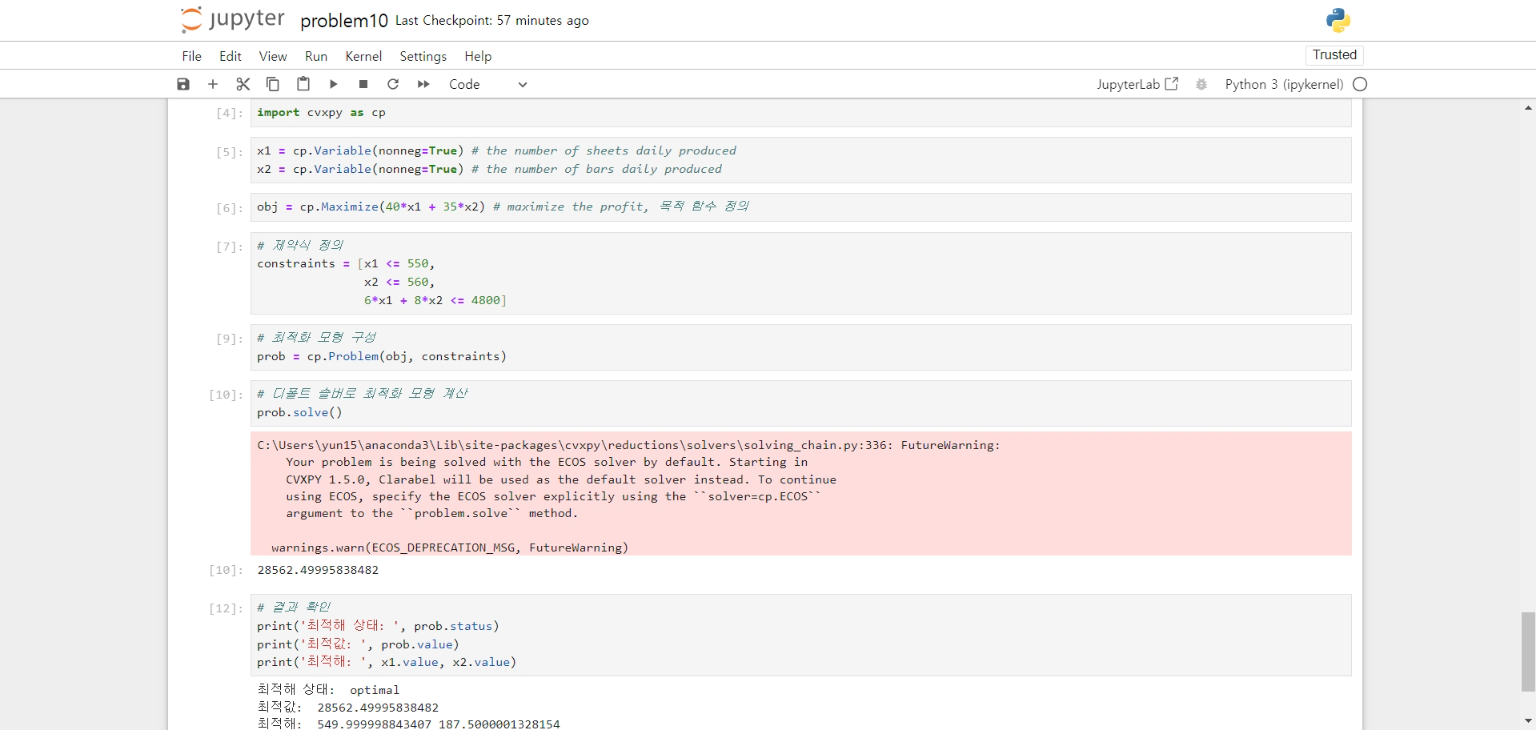 jupyter problem10 Last Checkpoint: 57 minutes ago
File Edit View Run Kernel Settings Help
Trusted
Code
JupyterLab Python 3 (ipykernel)
[4]: import cvxpy as cp
[5]: x1 = cp.Variable(nonneg=True) # the number of sheets daily produced
x2 = cp.Variable(nonneg=True) # the number of bars daily produced
[6]: obj = cp.Maximize(40*x1 + 35*x2) # maximize the profit, 목적 함수 정의
[7]: # 제약식 정의
constraints = [x1 <= 550,
x2 <= 560,
6*x1 + 8*x2 <= 4800]
[9]: # 최적화 모형 구성
prob = cp.Problem(obj, constraints)
[10]: # 디폴트 솔버로 최적화 모형 계산
prob.solve()
C:\Users\yun15\anaconda3\Lib\site-packages\cvxpy\reductions\solvers\solving_chain.py:336: FutureWarning:
Your problem is being solved with the ECOS solver by default. Starting in
CVXPY 1.5.0, Clarabel will be used as the default solver instead. To continue
using ECOS, specify the ECOS solver explicitly using the ``solver=cp.ECOS``
argument to the ``problem.solve`` method.
warnings.warn(ECOS_DEPRECATION_MSG, FutureWarning)
[10]: 28562.49995838482
[12]: # 결과 확인
print('최적해 상태: ', prob.status)
print('최적값: ', prob.value)
print('최적해: ', x1.value, x2.value)
최적해 상태:  optimal
최적값:  28562.49995838482
최적해:  549.999998843407 187.5000001328154